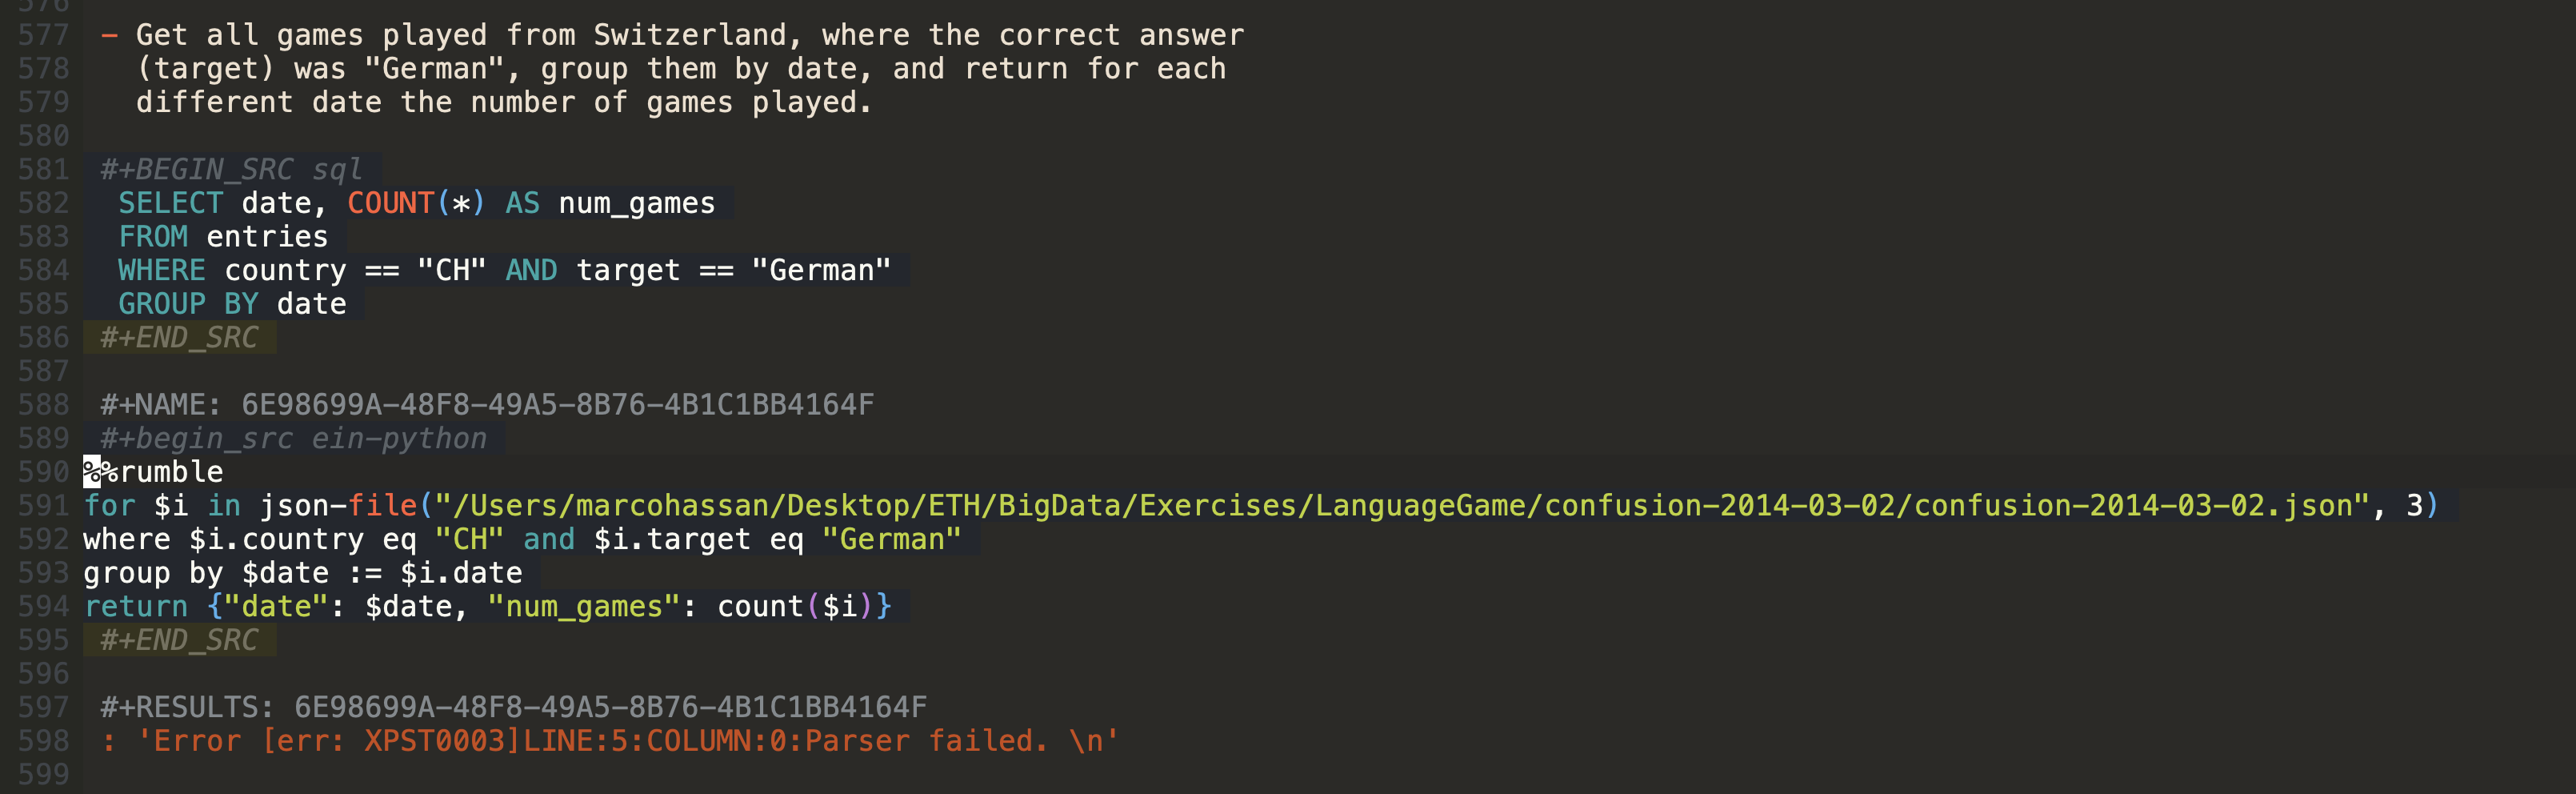 576
577 - Get all games played from Switzerland, where the correct answer
578 (target) was "German", group them by date, and return for each
579 different date the number of games played.
580
581 #+BEGIN_SRC sql
582 SELECT date, COUNT(*) AS num_games
583 FROM entries
584 WHERE country == "CH" AND target == "German"
585 GROUP BY date
586 #+END_SRC
587
588 #+NAME: 6E98699A-48F8-49A5-8B76-4B1C1BB4164F
589 #+begin_src ein-python
590 %%rumble
591 for $i in json-file("/Users/marcohassan/Desktop/ETH/BigData/Exercises/LanguageGame/confusion-2014-03-02/confusion-2014-03-02.json", 3)
592 where $i.country eq "CH" and $i.target eq "German"
593 group by $date := $i.date
594 return {"date": $date, "num_games": count($i)}
595 #+END_SRC
596
597 #+RESULTS: 6E98699A-48F8-49A5-8B76-4B1C1BB4164F
598 : 'Error [err: XPST0003]LINE:5:COLUMN:0:Parser failed. \n'
599